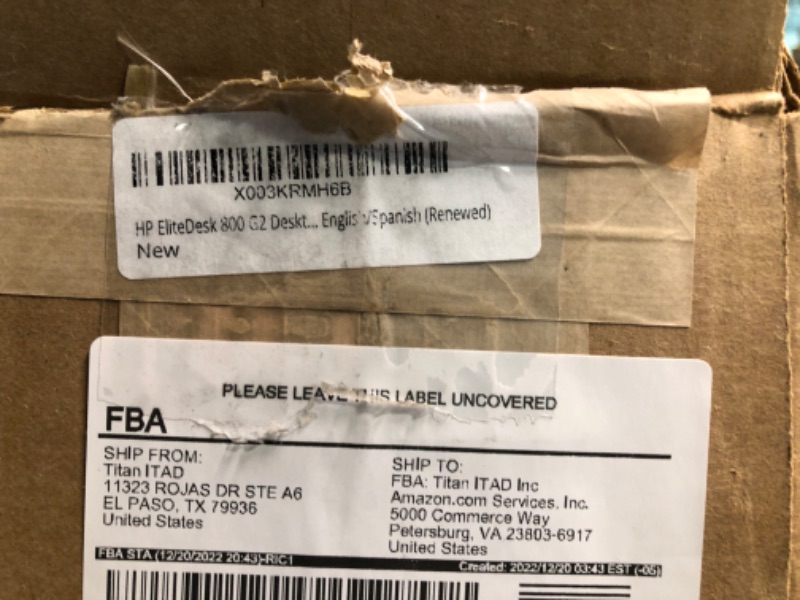 X003KRMH6B
HP EliteDesk 800 G2 Deskt... Englis /Spanish (Renewed)
New
PLEASE LEAVE THIS LABEL UNCOVERED
FBA
SHIP FROM:
Titan ITAD
11323 ROJAS DR STE A6
EL PASO, TX 79936
United States
SHIP TO:
FBA: Titan ITAD Inc
Amazon.com Services, Inc.
5000 Commerce Way
Petersburg, VA 23803-6917
United States
FBA STA (12/20/2022 20:43)-RIC1
Created: 2022/12/20 03:43 EST (-05)